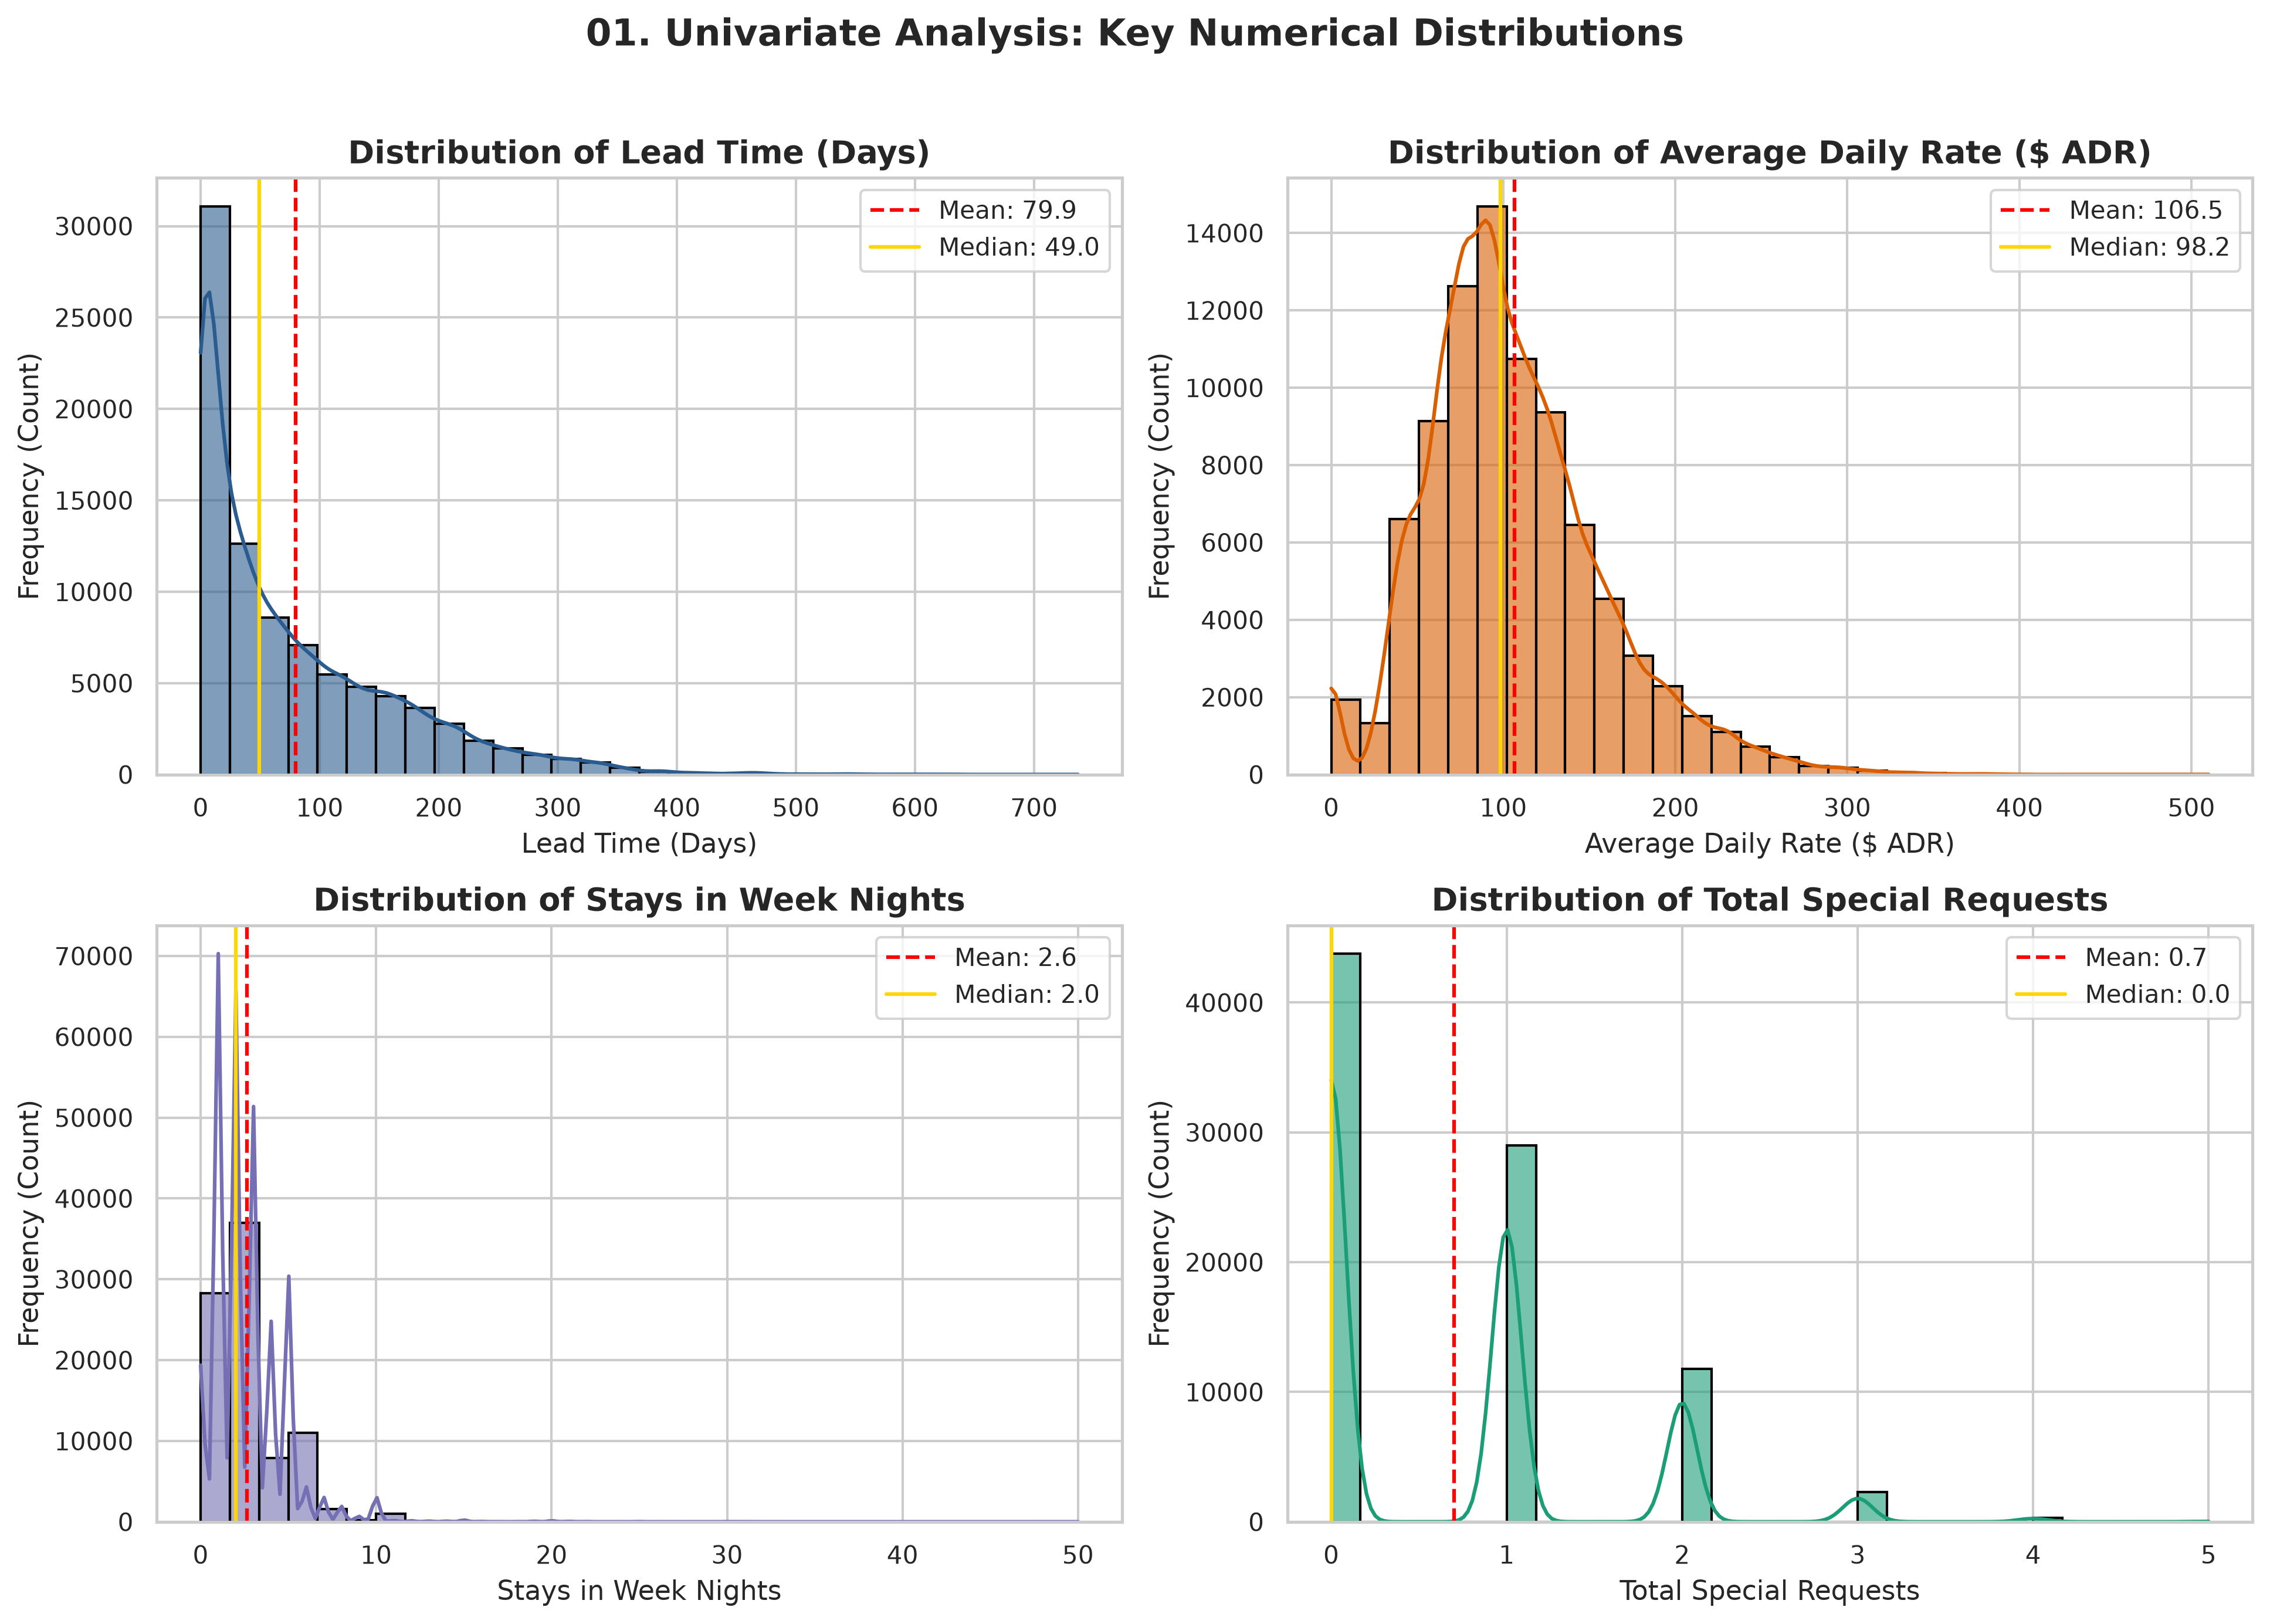 01. Univariate Analysis: Key Numerical Distributions
Distribution of Lead Time (Days)
Mean: 79.9
Median: 49.0
30000
25000
20000
15000
10000
5000
0
Frequency (Count)
0 100 200 300 400 500 600 700
Lead Time (Days)
Distribution of Average Daily Rate ($ ADR)
Mean: 106.5
Median: 98.2
14000
12000
10000
8000
6000
4000
2000
0
Frequency (Count)
0 100 200 300 400 500
Average Daily Rate ($ ADR)
Distribution of Stays in Week Nights
Mean: 2.6
Median: 2.0
70000
60000
50000
40000
30000
20000
10000
0
Frequency (Count)
0 10 20 30 40 50
Stays in Week Nights
Distribution of Total Special Requests
Mean: 0.7
Median: 0.0
40000
30000
20000
10000
0
Frequency (Count)
0 1 2 3 4 5
Total Special Requests